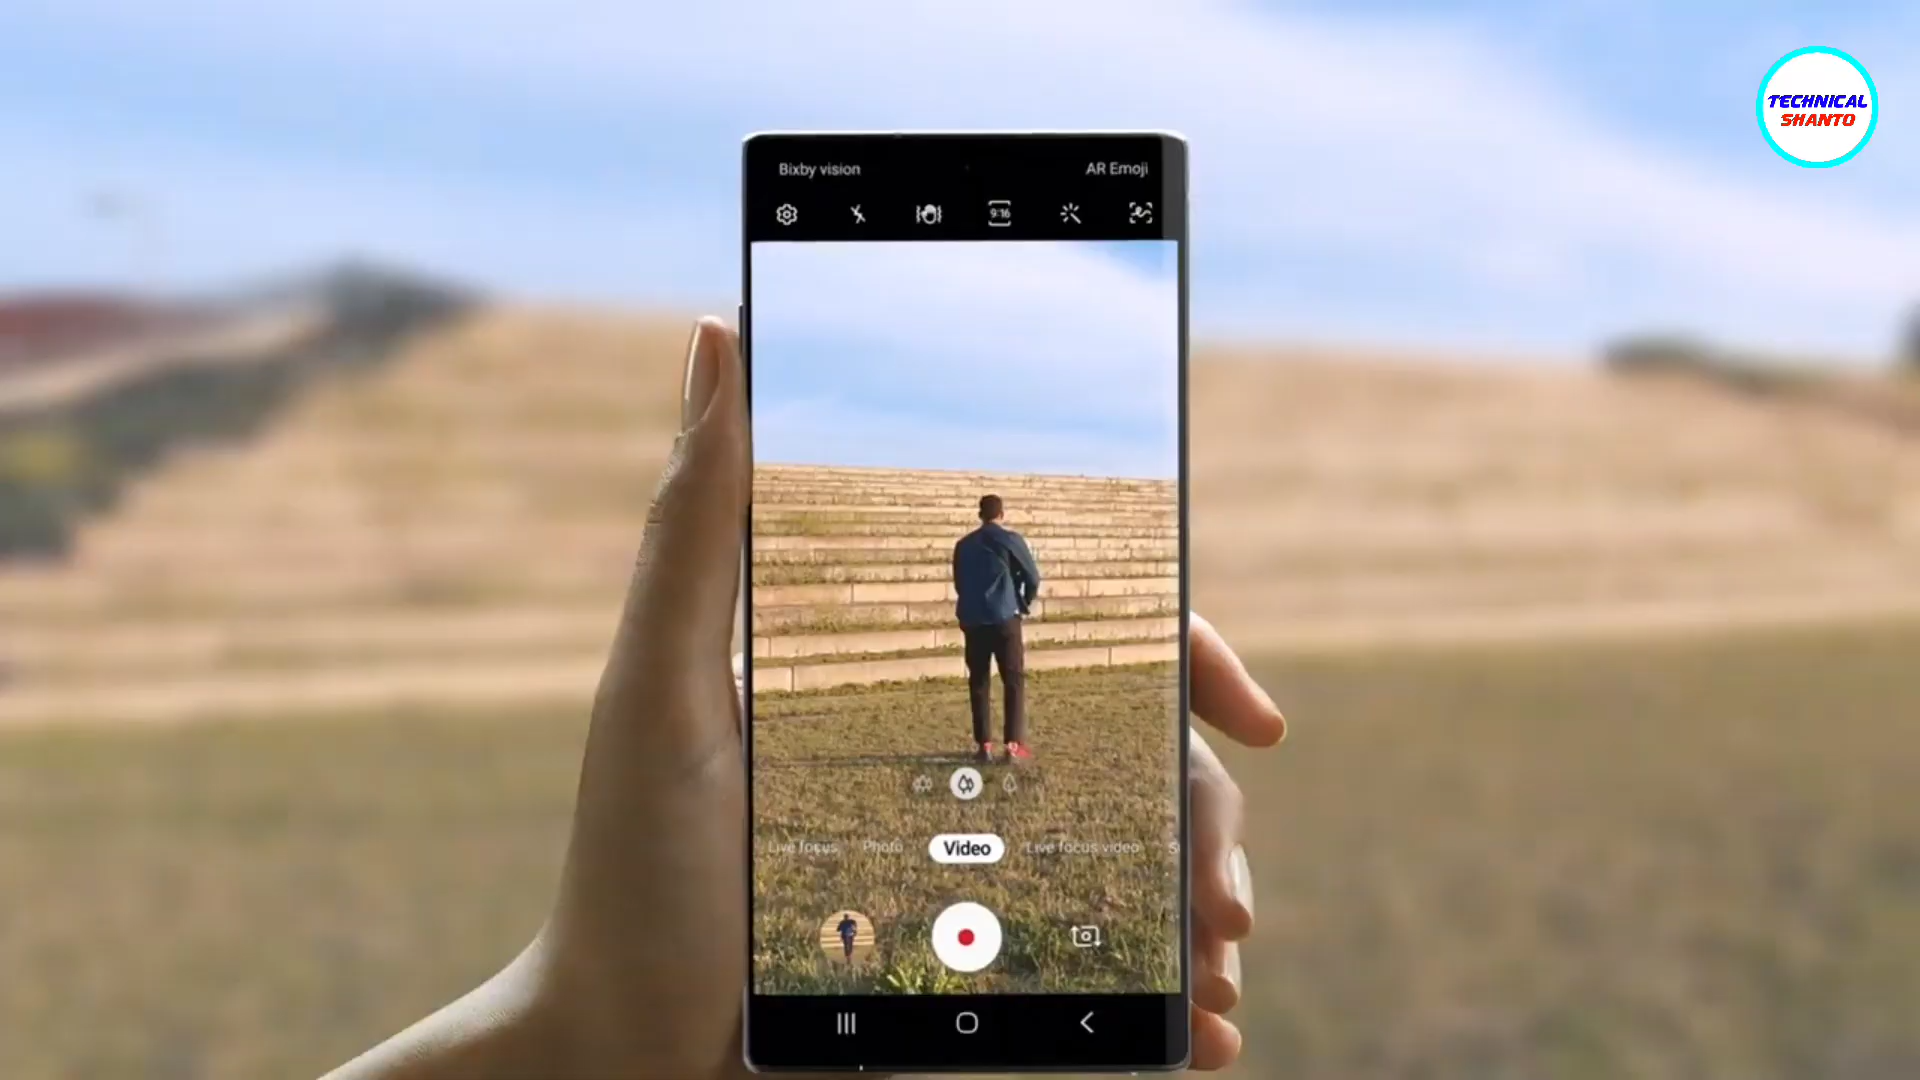 TECHNICAL
SHANTO
Bixby vision
AR Emoji
9:16
Live focus
Photo
Video
Live focus video